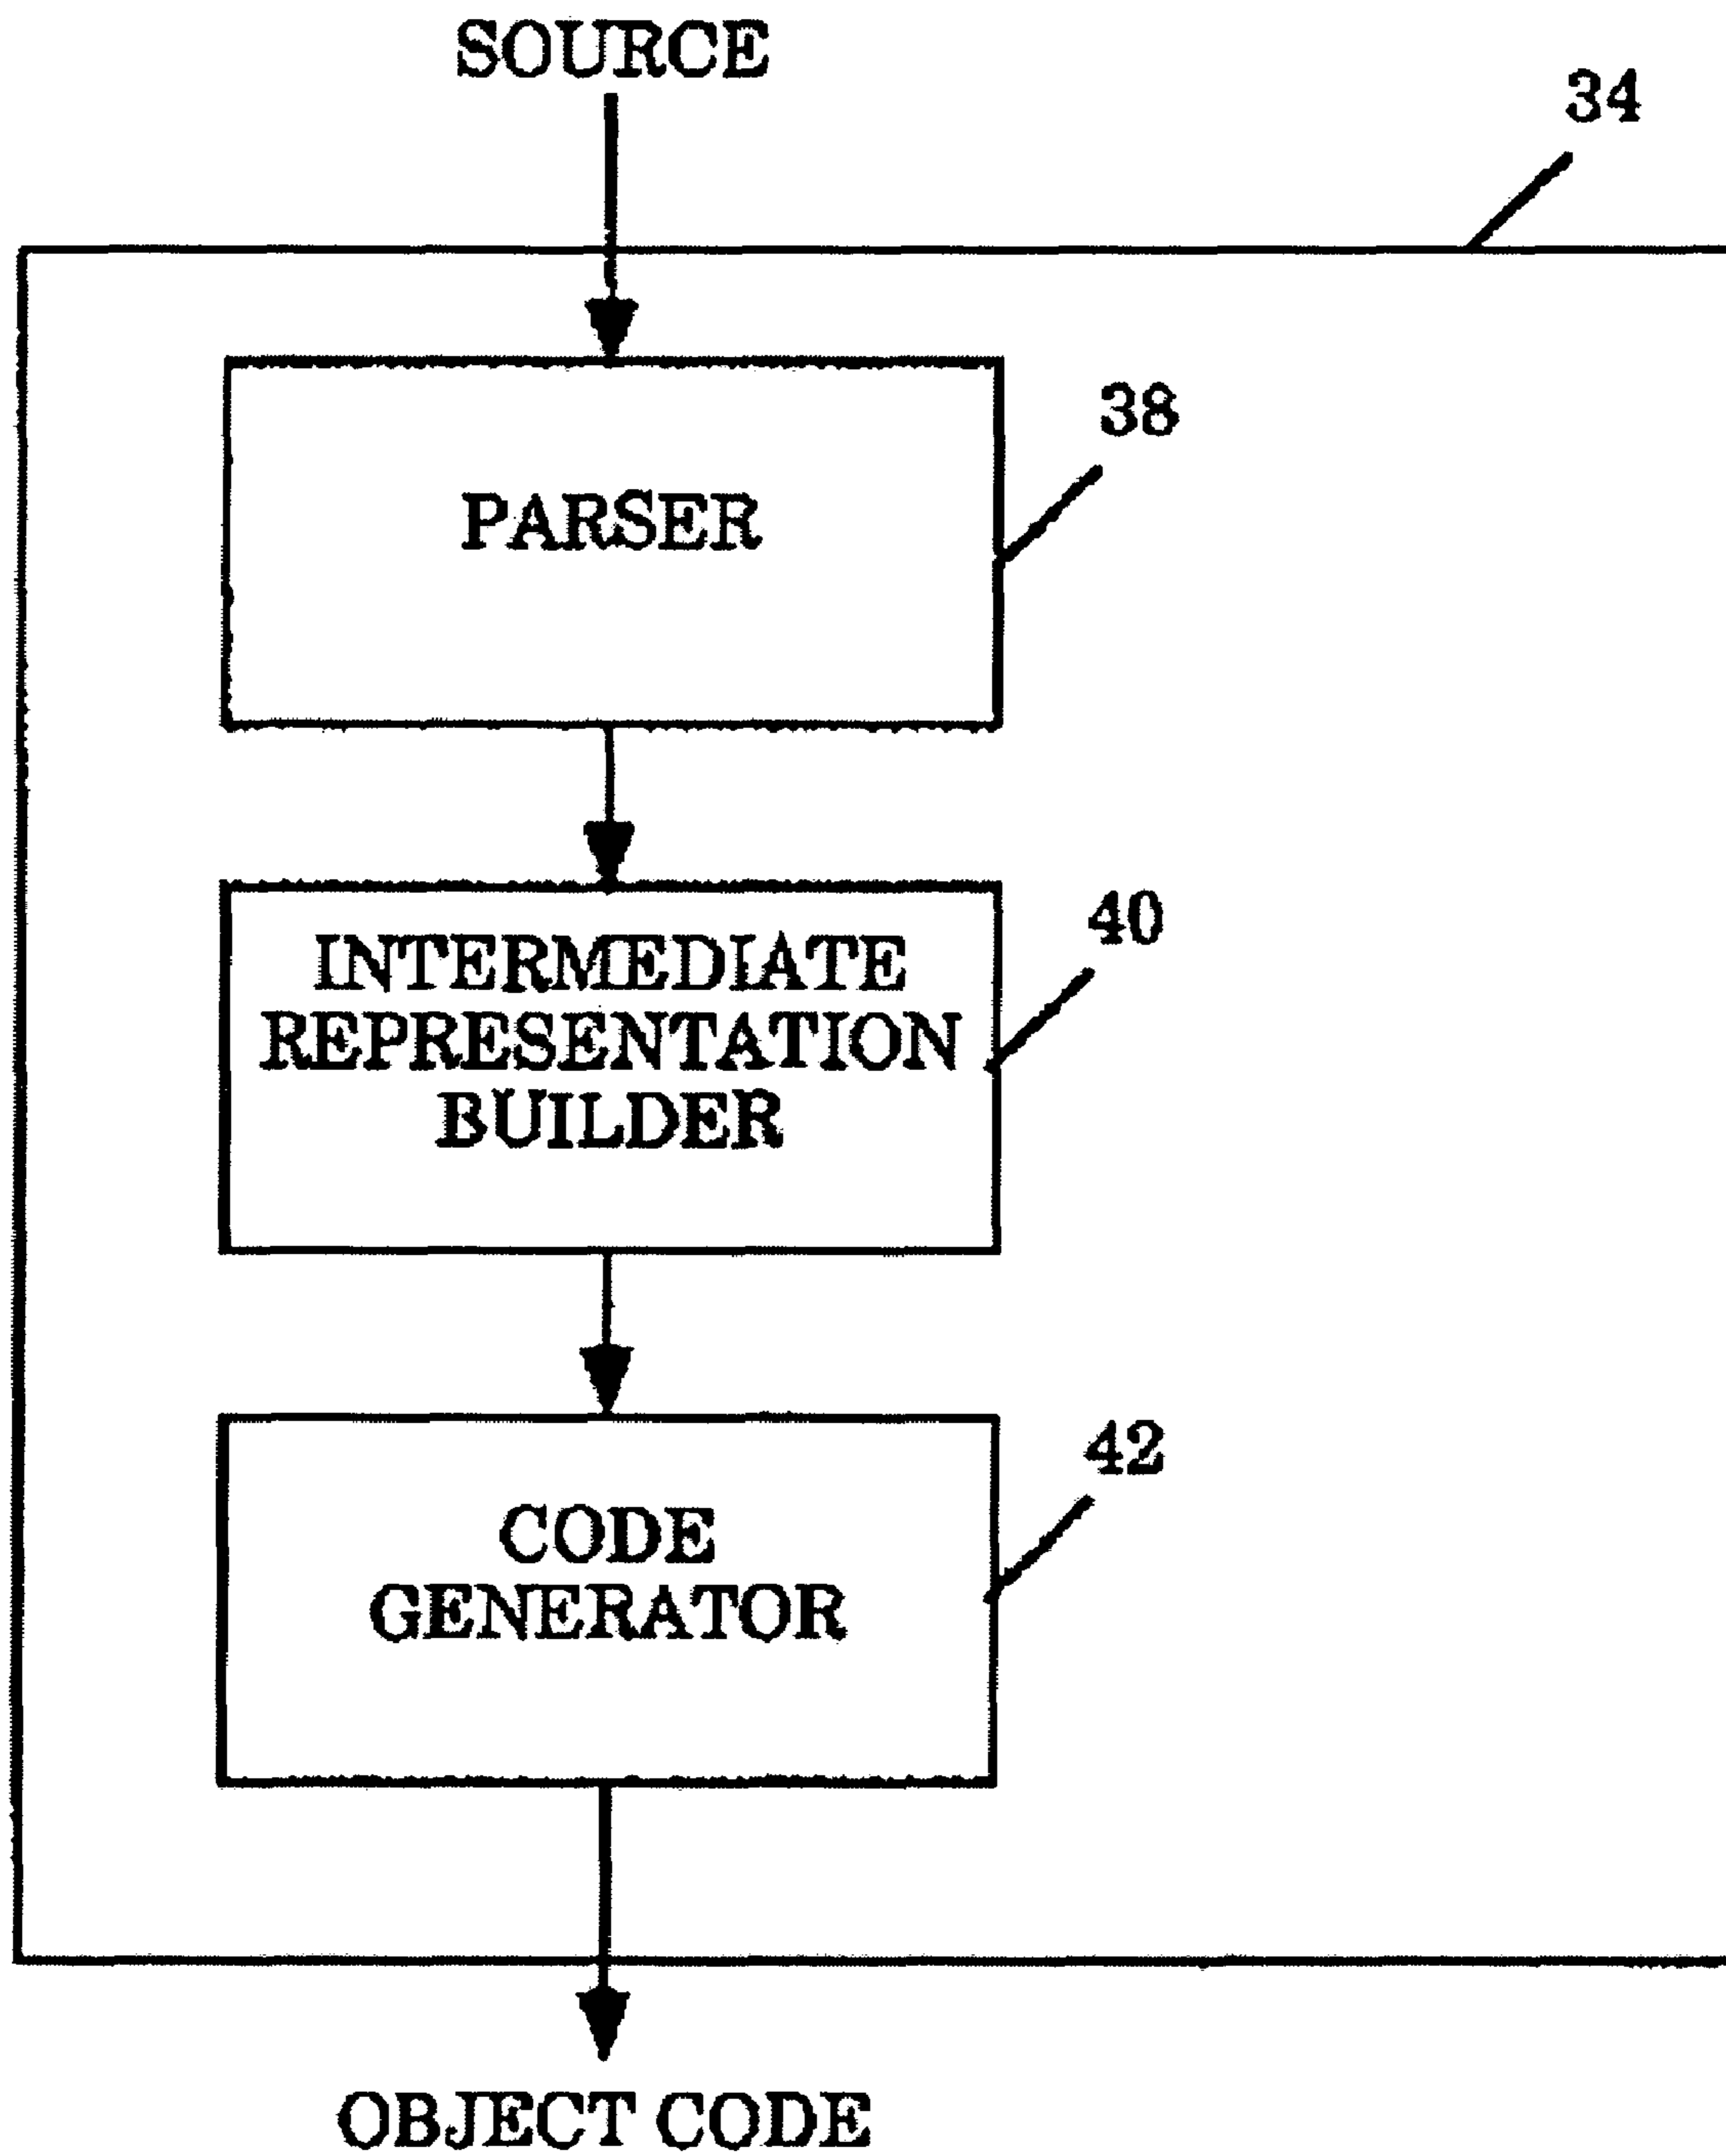 SOURCE
34
38
PARSER
40
INTERMEDIATE
REPRESENTATION
BUILDER
42
CODE
GENERATOR
OBJECT CODE